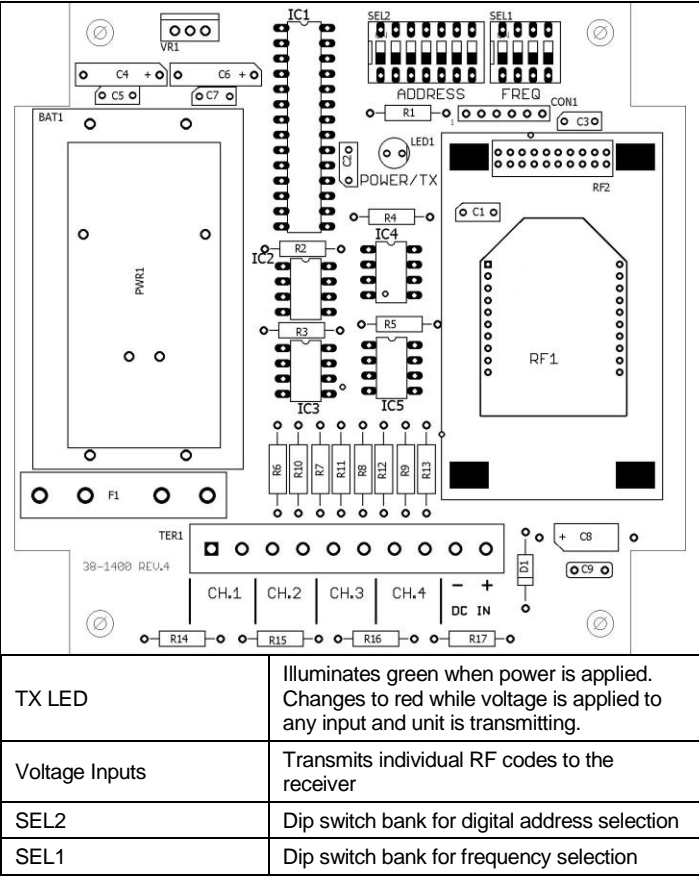 IC1
SEL2
SEL1
VR1
C4 +
C6 +
C5
C7
ADDRESS
FREQ
CON1
R1
1
C3
BAT1
LED1
C2
POWER/TX
RF2
R4
C1
IC4
R2
IC2
PWR1
R5
R3
RF1
IC3
IC5
R6
R10
R7
R11
R8
R12
R9
R13
F1
TER1
+ C8
D1
C9
38-1400 REV.4
CH.1
CH.2
CH.3
CH.4
- +
DC IN
R14
R15
R16
R17
TX LED
Illuminates green when power is applied.
Changes to red while voltage is applied to
any input and unit is transmitting.
Voltage Inputs
Transmits individual RF codes to the
receiver
SEL2
Dip switch bank for digital address selection
SEL1
Dip switch bank for frequency selection